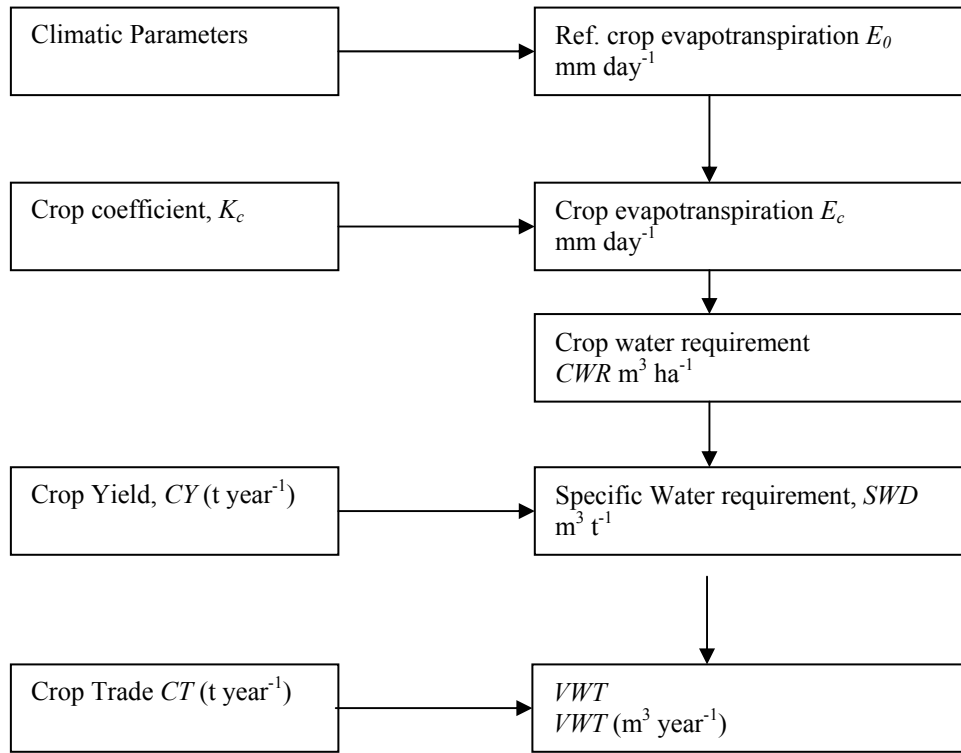 Climatic Parameters
Ref. crop evapotranspiration E₀
mm day⁻¹
Crop coefficient, K_c
Crop evapotranspiration E_c
mm day⁻¹
Crop water requirement
CWR m³ ha⁻¹
Crop Yield, CY (t year⁻¹)
Specific Water requirement, SWD
m³ t⁻¹
Crop Trade CT (t year⁻¹)
VWT
VWT (m³ year⁻¹)